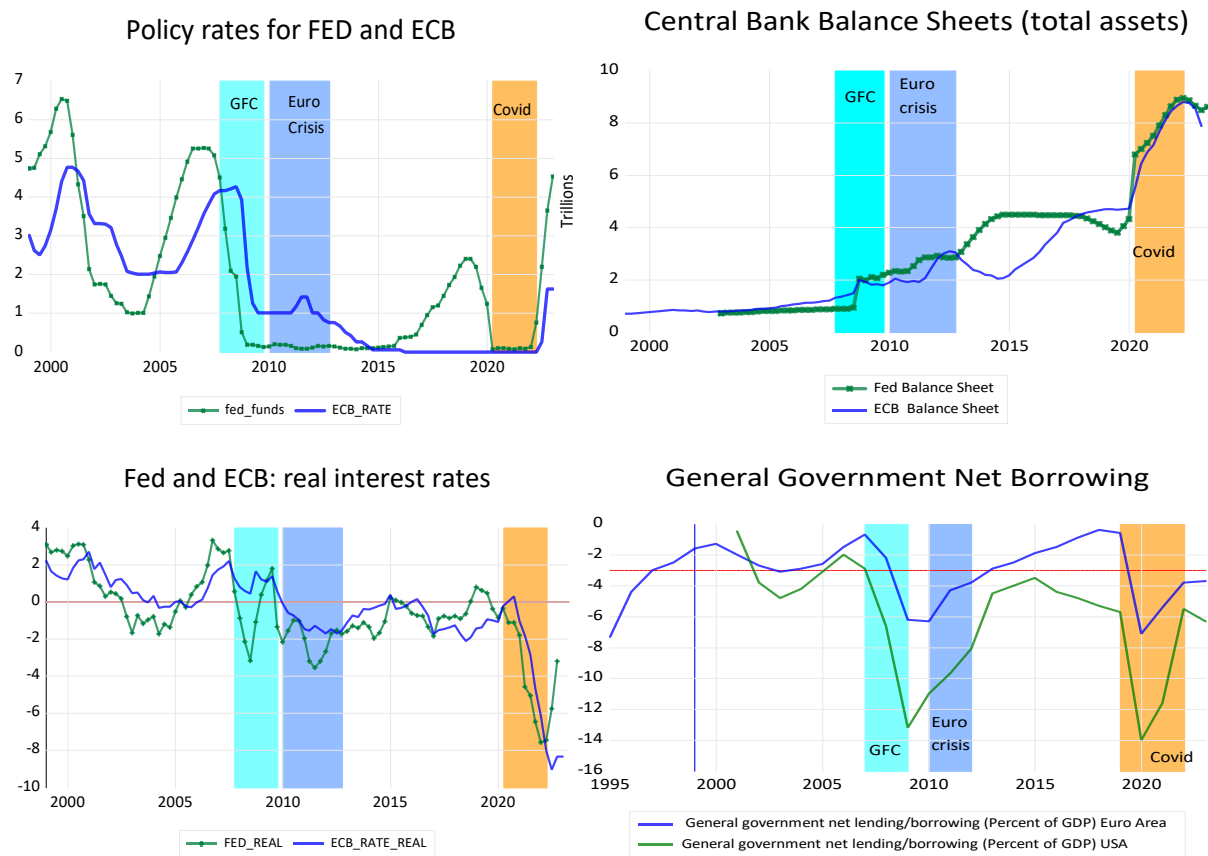 Policy rates for FED and ECB
7
6
5
4
3
2
1
0
GFC
Euro
Crisis
Covid
2000
2005
2010
2015
2020
fed_funds
ECB_RATE
Central Bank Balance Sheets (total assets)
Trillions
10
8
6
4
2
0
GFC
Euro
crisis
Covid
2000
2005
2010
2015
2020
Fed Balance Sheet
ECB Balance Sheet
Fed and ECB: real interest rates
4
2
0
-2
-4
-6
-8
-10
2000
2005
2010
2015
2020
FED_REAL
ECB_RATE_REAL
General Government Net Borrowing
0
-2
-4
-6
-8
-10
-12
-14
-16
GFC
Euro
crisis
Covid
1995
2000
2005
2010
2015
2020
General government net lending/borrowing (Percent of GDP) Euro Area
General government net lending/borrowing (Percent of GDP) USA